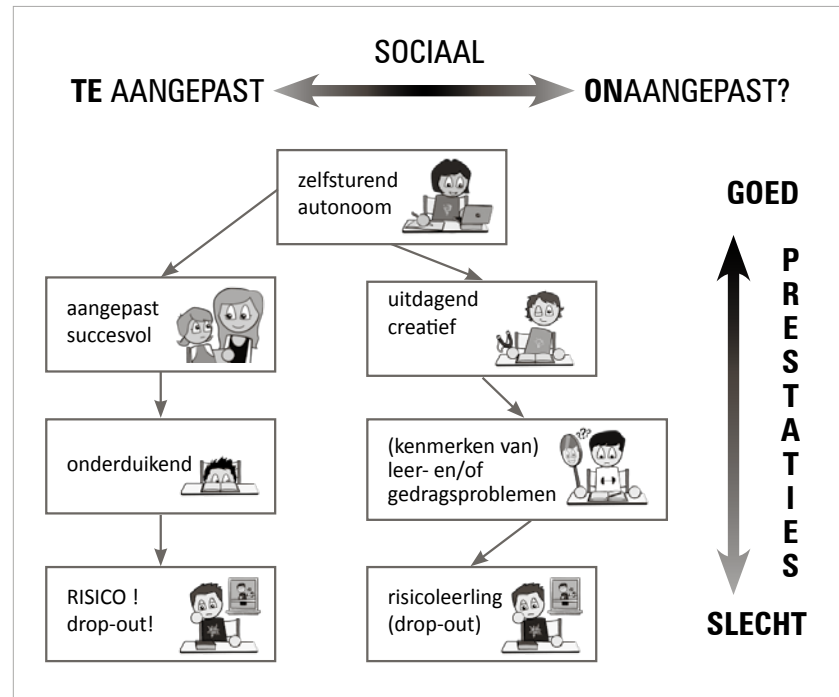 SOCIAAL
TE AANGEPAST
ONAANGEPAST?
zelfsturend
autonoom
GOED
PRESTATIES
SLECHT
aangepast
succesvol
uitdagend
creatief
onderduikend
(kenmerken van)
leer- en/of
gedragsproblemen
??
RISICO !
drop-out!
risicoleerling
(drop-out)